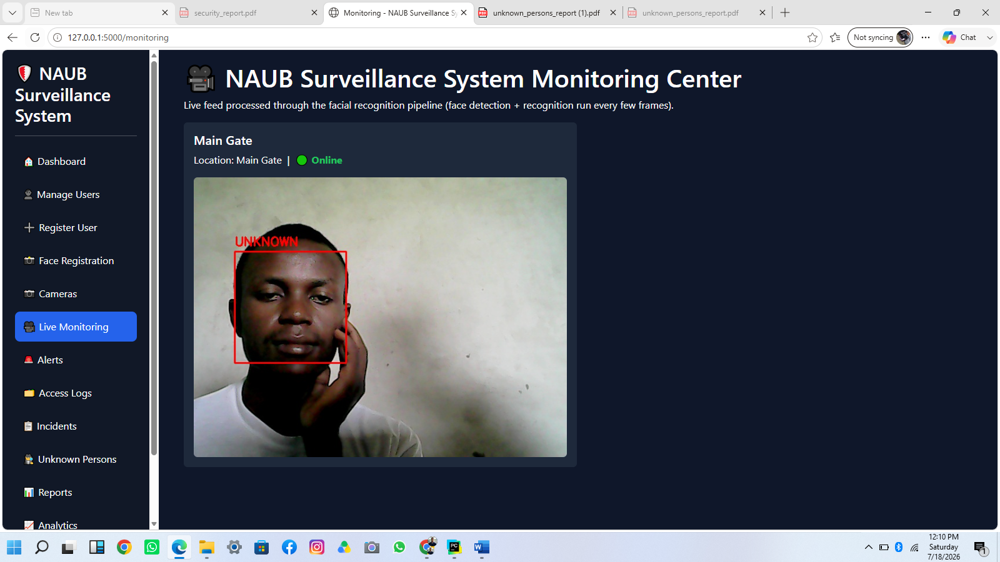 New tab
security_report.pdf
Monitoring - NAUB Surveillance Sy
unknown_persons_report (1).pdf
unknown_persons_report.pdf
127.0.0.1:5000/monitoring
Not syncing
Chat
NAUB
Surveillance
System
Dashboard
Manage Users
Register User
Face Registration
Cameras
Live Monitoring
Alerts
Access Logs
Incidents
Unknown Persons
Reports
Analytics
NAUB Surveillance System Monitoring Center
Live feed processed through the facial recognition pipeline (face detection + recognition run every few frames).
Main Gate
Location: Main Gate | Online
UNKNOWN
12:10 PM
Saturday
7/18/2026
1